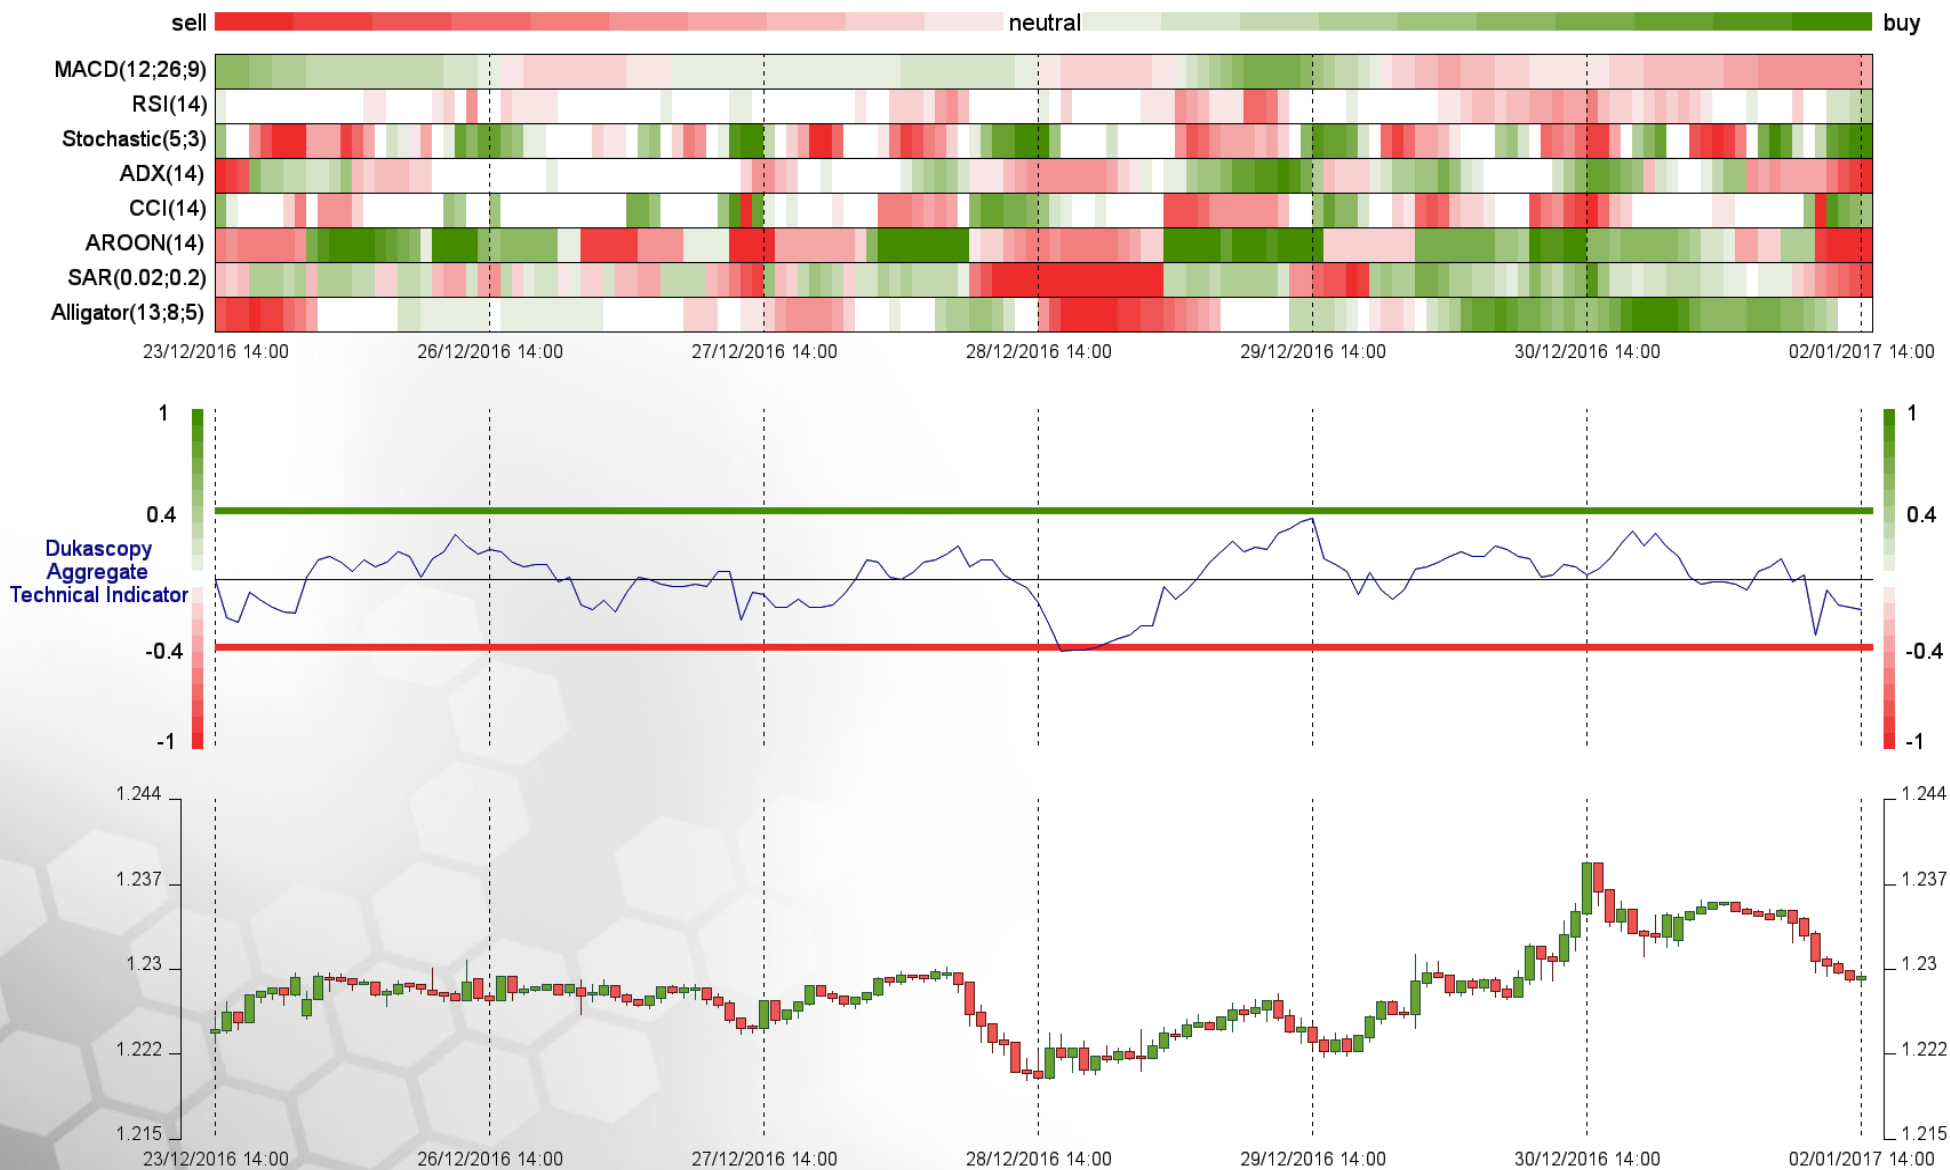 sell neutral buy
MACD(12;26;9)
RSI(14)
Stochastic(5;3)
ADX(14)
CCI(14)
AROON(14)
SAR(0.02;0.2)
Alligator(13;8;5)
23/12/2016 14:00 26/12/2016 14:00 27/12/2016 14:00 28/12/2016 14:00 29/12/2016 14:00 30/12/2016 14:00 02/01/2017 14:00
1 1
0.4 0.4
Dukascopy
Aggregate
Technical Indicator
-0.4 -0.4
-1 -1
1.244 1.244
1.237 1.237
1.23 1.23
1.222 1.222
1.215 1.215
23/12/2016 14:00 26/12/2016 14:00 27/12/2016 14:00 28/12/2016 14:00 29/12/2016 14:00 30/12/2016 14:00 02/01/2017 14:00